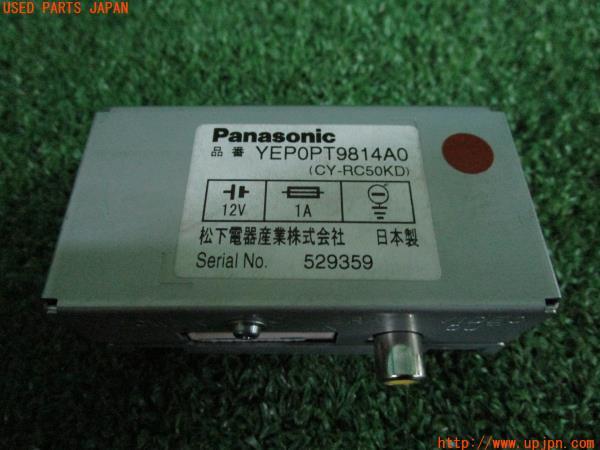 USED PARTS JAPAN
Panasonic
品番 YEP0PT9814A0
(CY-RC50KD)
12V 1A
松下電器産業株式会社 日本製
Serial No. 529359
http://www.upjpn.com/